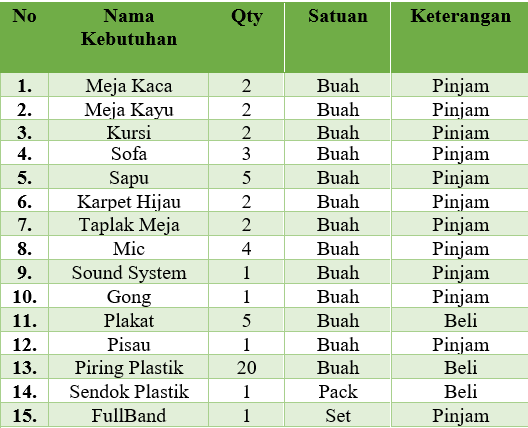 No Nama Kebutuhan Qty Satuan Keterangan
1. Meja Kaca 2 Buah Pinjam
2. Meja Kayu 2 Buah Pinjam
3. Kursi 2 Buah Pinjam
4. Sofa 3 Buah Pinjam
5. Sapu 5 Buah Pinjam
6. Karpet Hijau 2 Buah Pinjam
7. Taplak Meja 2 Buah Pinjam
8. Mic 4 Buah Pinjam
9. Sound System 1 Buah Pinjam
10. Gong 1 Buah Pinjam
11. Plakat 5 Buah Beli
12. Pisau 1 Buah Pinjam
13. Piring Plastik 20 Buah Beli
14. Sendok Plastik 1 Pack Beli
15. FullBand 1 Set Pinjam